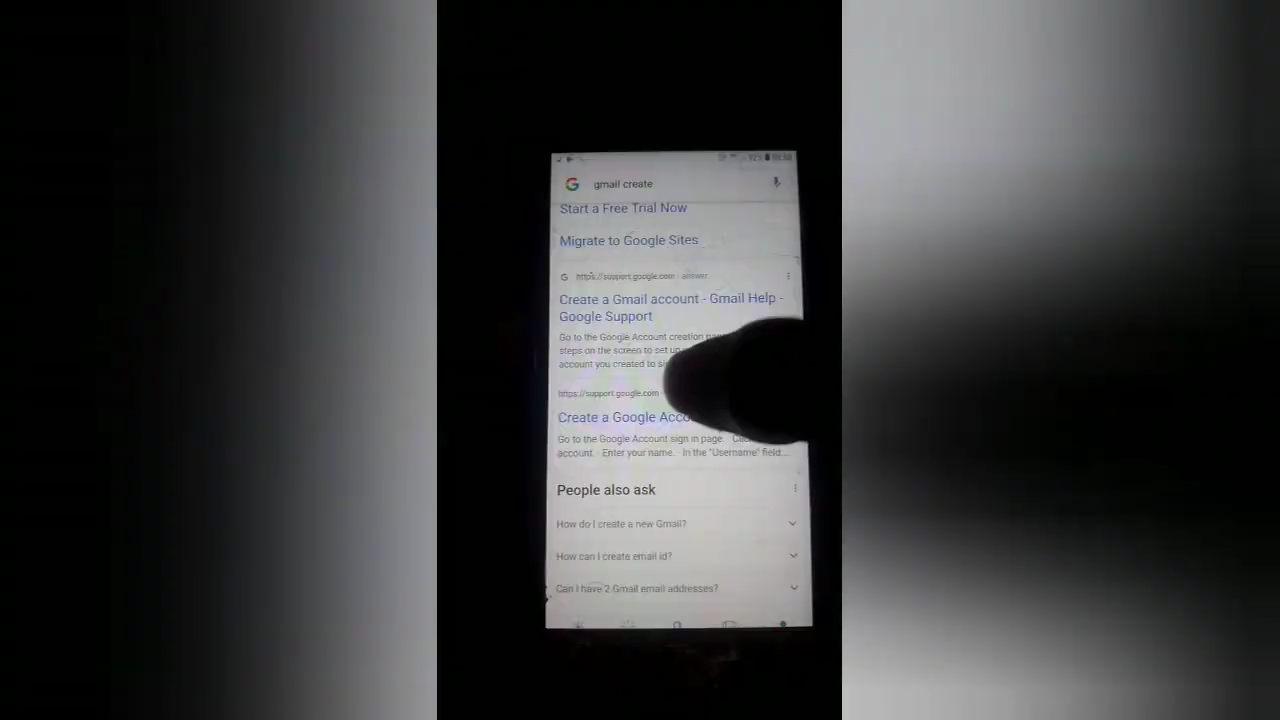 gmail create
Start a Free Trial Now
Migrate to Google Sites
https://support.google.com › answer
Create a Gmail account - Gmail Help -
Google Support
Go to the Google Account creation
steps on the screen to set up
account you created to
https://support.google.com
Create a Google
Go to the Google Account sign in page. ·
account. · Enter your name. · In the "Username" field...
People also ask
How do I create a new Gmail?
How can I create email id?
Can I have 2 Gmail email addresses?